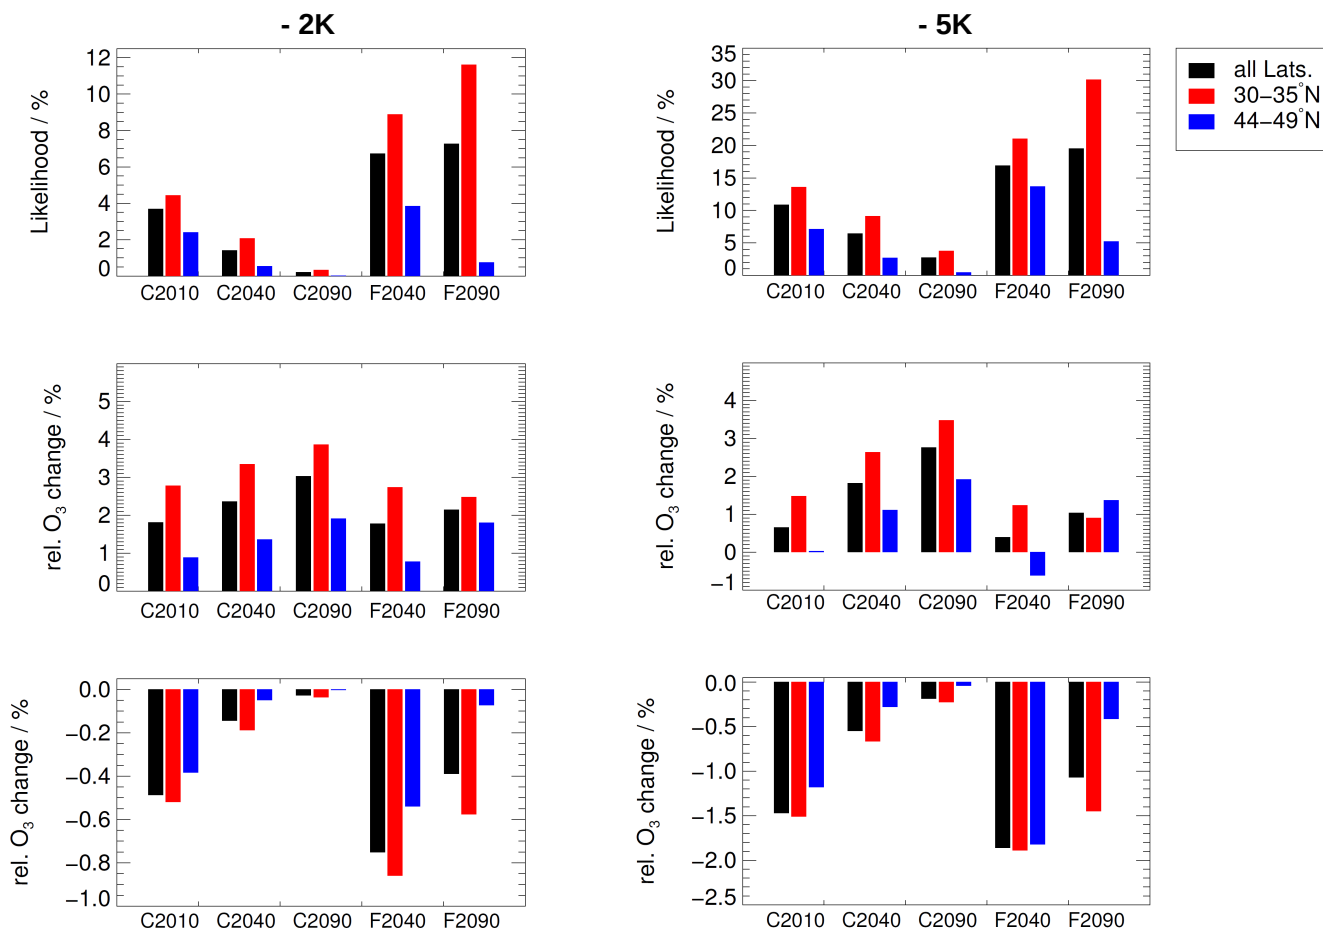 - 2K
- 5K
Likelihood / %
12
10
8
6
4
2
0
C2010 C2040 C2090 F2040 F2090
Likelihood / %
35
30
25
20
15
10
5
0
C2010 C2040 C2090 F2040 F2090
all Lats.
30−35°N
44−49°N
rel. O₃ change / %
5
4
3
2
1
0
C2010 C2040 C2090 F2040 F2090
rel. O₃ change / %
4
3
2
1
0
−1
C2010 C2040 C2090 F2040 F2090
rel. O₃ change / %
0.0
−0.2
−0.4
−0.6
−0.8
−1.0
C2010 C2040 C2090 F2040 F2090
rel. O₃ change / %
0.0
−0.5
−1.0
−1.5
−2.0
−2.5
C2010 C2040 C2090 F2040 F2090